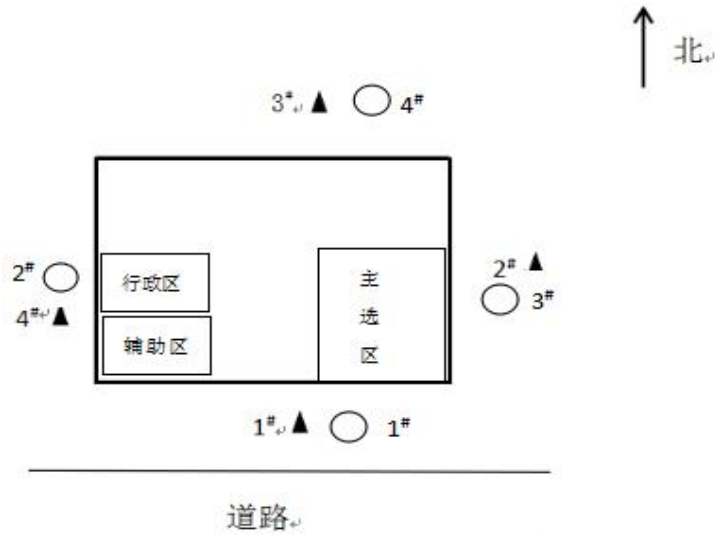 北
3# ▲ ○ 4#
2# ○
行政区
主选区
2# ▲
4# ▲
○ 3#
辅助区
1# ▲ ○ 1#
道路